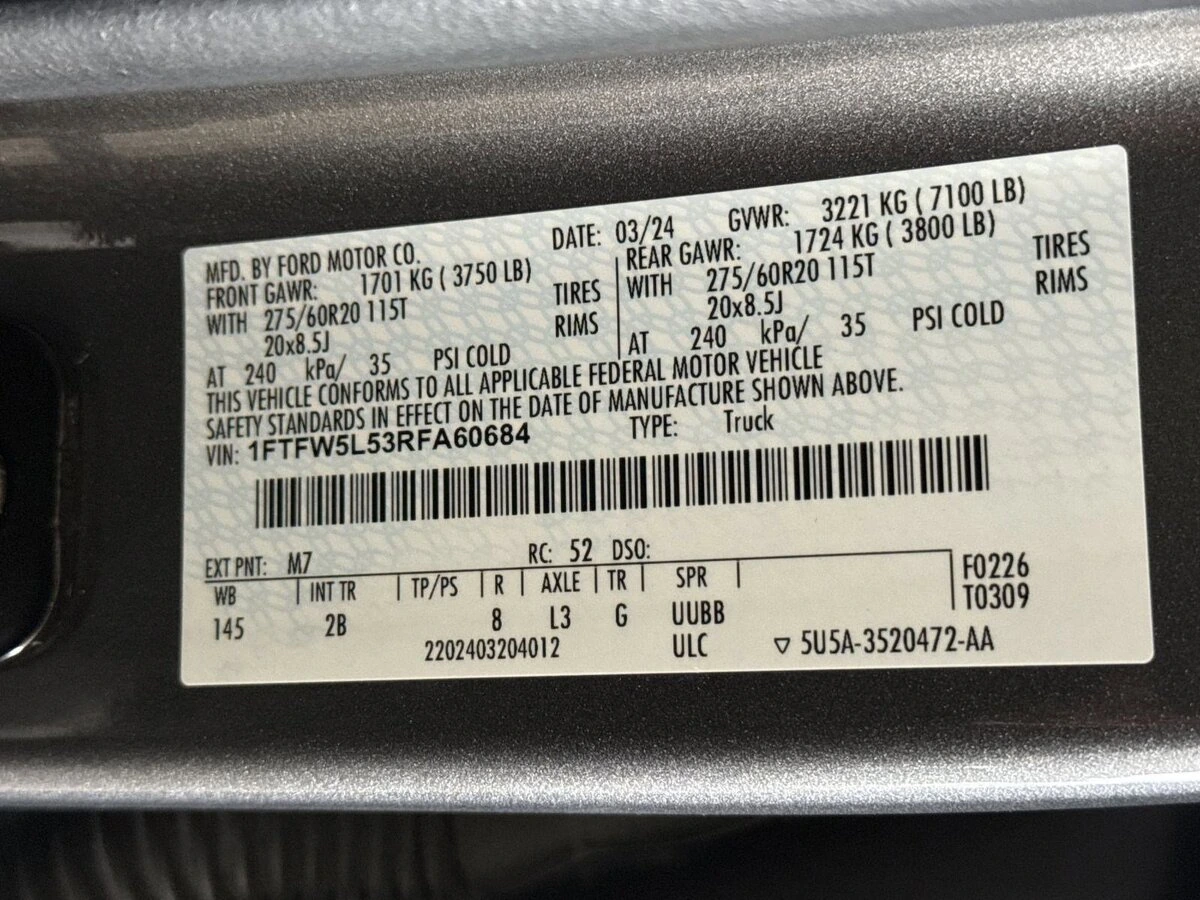 MFD. BY FORD MOTOR CO. DATE: 03/24 GVWR: 3221 KG ( 7100 LB)
FRONT GAWR: 1701 KG ( 3750 LB)
WITH 275/60R20 115T TIRES
20x8.5J RIMS
AT 240 kPa/ 35 PSI COLD
REAR GAWR: 1724 KG ( 3800 LB)
WITH 275/60R20 115T TIRES
20x8.5J RIMS
AT 240 kPa/ 35 PSI COLD
THIS VEHICLE CONFORMS TO ALL APPLICABLE FEDERAL MOTOR VEHICLE
SAFETY STANDARDS IN EFFECT ON THE DATE OF MANUFACTURE SHOWN ABOVE.
VIN: 1FTFW5L53RFA60684 TYPE: Truck
EXT PNT: M7 RC: 52 DSO:
WB INT TR TP/PS R AXLE TR SPR F0226
145 2B 8 L3 G UUBB T0309
2202403204012 ULC ▽ 5U5A-3520472-AA